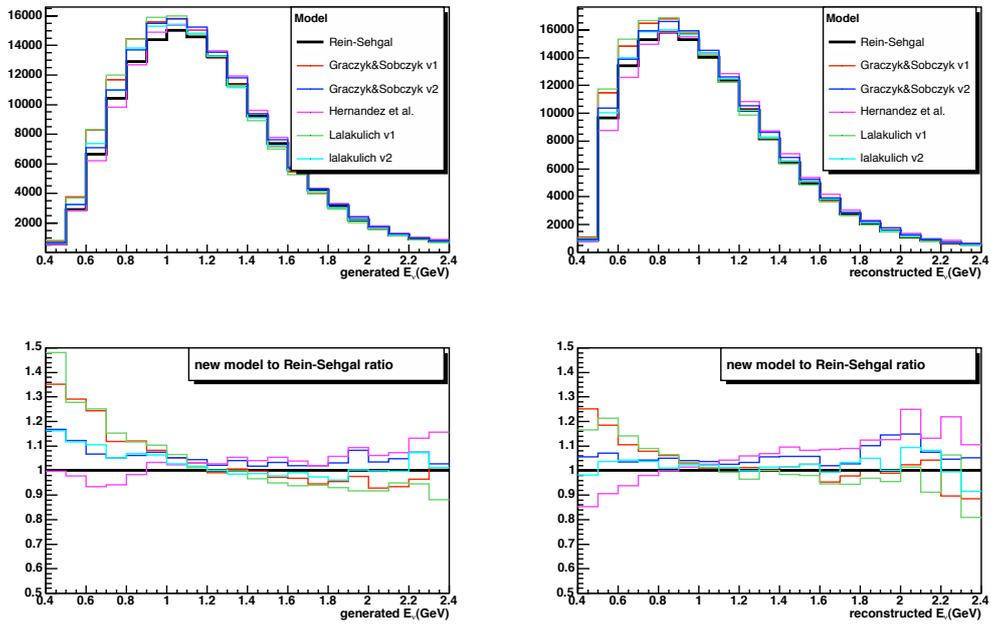 16000
14000
12000
10000
8000
6000
4000
2000
0.4 0.6 0.8 1 1.2 1.4 1.6 1.8 2 2.2 2.4
generated Eν(GeV)
Model
Rein-Sehgal
Graczyk&Sobczyk v1
Graczyk&Sobczyk v2
Hernandez et al.
Lalakulich v1
lalakulich v2
16000
14000
12000
10000
8000
6000
4000
2000
0
0.4 0.6 0.8 1 1.2 1.4 1.6 1.8 2 2.2 2.4
reconstructed Eν(GeV)
Model
Rein-Sehgal
Graczyk&Sobczyk v1
Graczyk&Sobczyk v2
Hernandez et al.
Lalakulich v1
lalakulich v2
1.5
1.4
1.3
1.2
1.1
1
0.9
0.8
0.7
0.6
0.5
0.4 0.6 0.8 1 1.2 1.4 1.6 1.8 2 2.2 2.4
generated Eν(GeV)
new model to Rein-Sehgal ratio
1.5
1.4
1.3
1.2
1.1
1
0.9
0.8
0.7
0.6
0.5
0.4 0.6 0.8 1 1.2 1.4 1.6 1.8 2 2.2 2.4
reconstructed Eν(GeV)
new model to Rein-Sehgal ratio